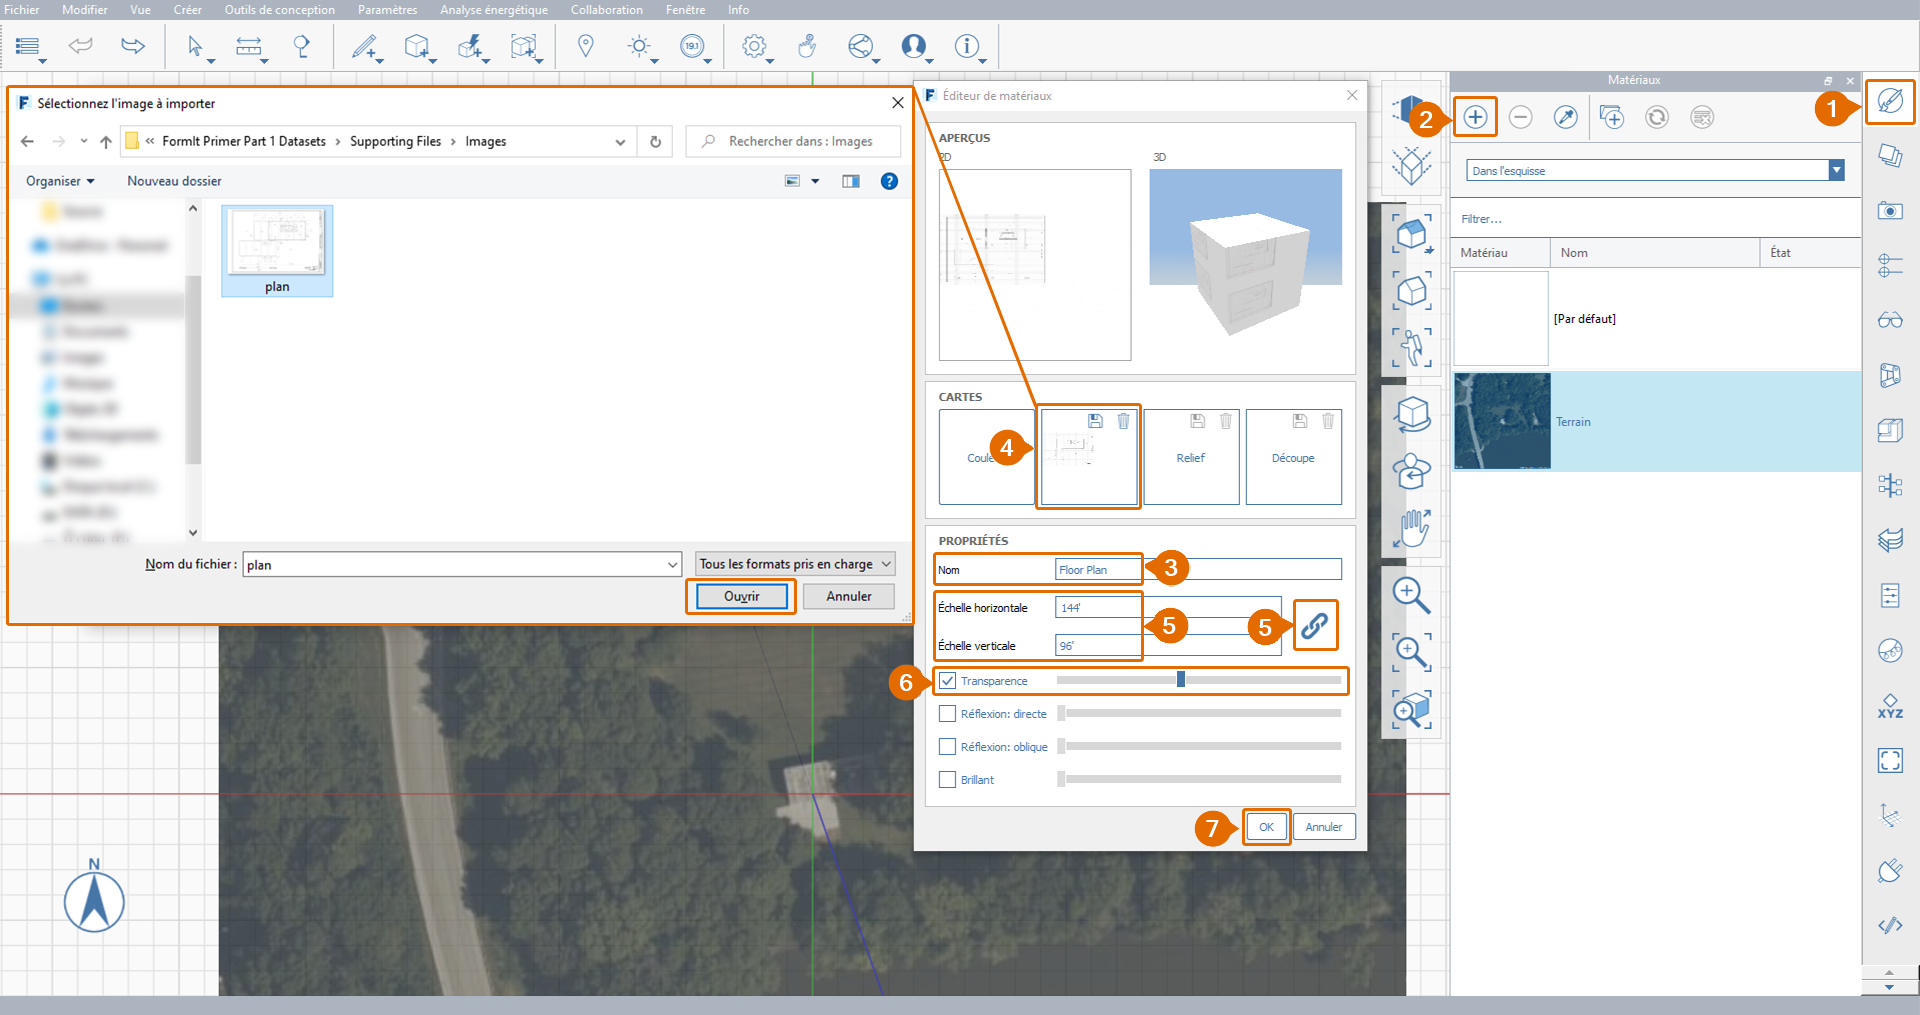 Fichier Modifier Vue Créer Outils de conception Paramètres Analyse énergétique Collaboration Fenêtre Info
19.1
Sélectionnez l'image à importer
« FormIt Primer Part 1 Datasets > Supporting Files > Images
Rechercher dans : Images
Organiser
Nouveau dossier
plan
Nom du fichier :
plan
Tous les formats pris en charge
Ouvrir
Annuler
Éditeur de matériaux
APERÇUS
2D
3D
CARTES
4
Relief
Découpe
PROPRIÉTÉS
Nom
Floor Plan
3
Échelle horizontale
144'
5
5
Échelle verticale
96'
6
Transparence
Réflexion: directe
Réflexion: oblique
Brillant
7
OK
Annuler
Matériaux
1
2
Dans l'esquisse
Filtrer...
Matériau
Nom
État
[Par défaut]
Terrain
XYZ
N